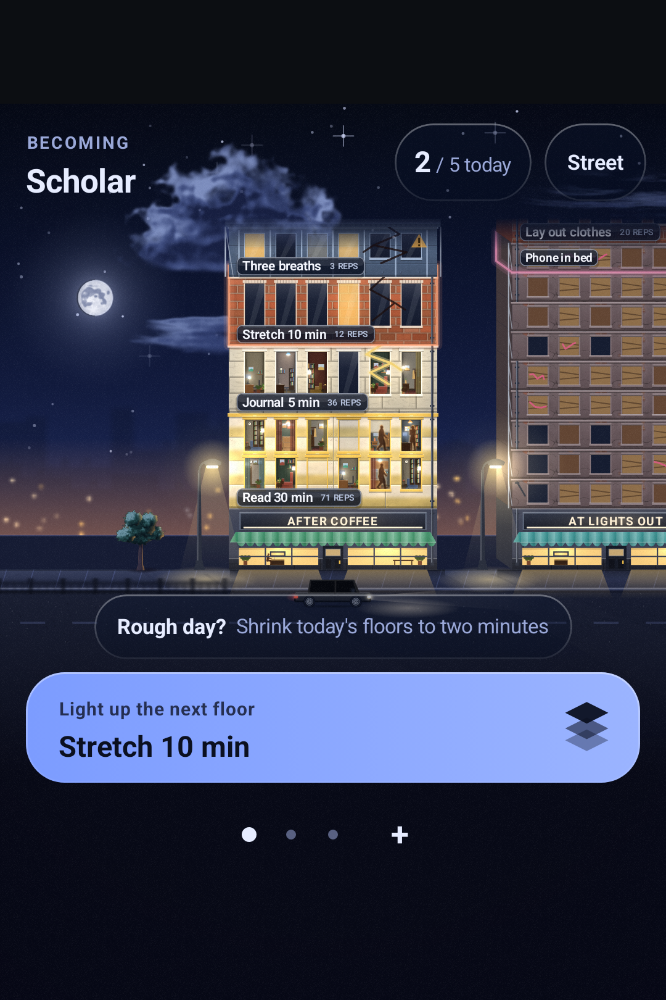 BECOMING
Scholar
2 / 5 today
Street
Three breaths 3 REPS
Stretch 10 min 12 REPS
Journal 5 min 36 REPS
Read 30 min 71 REPS
AFTER COFFEE
Lay out clothes 20 REPS
Phone in bed
AT LIGHTS OUT
Rough day? Shrink today's floors to two minutes
Light up the next floor
Stretch 10 min